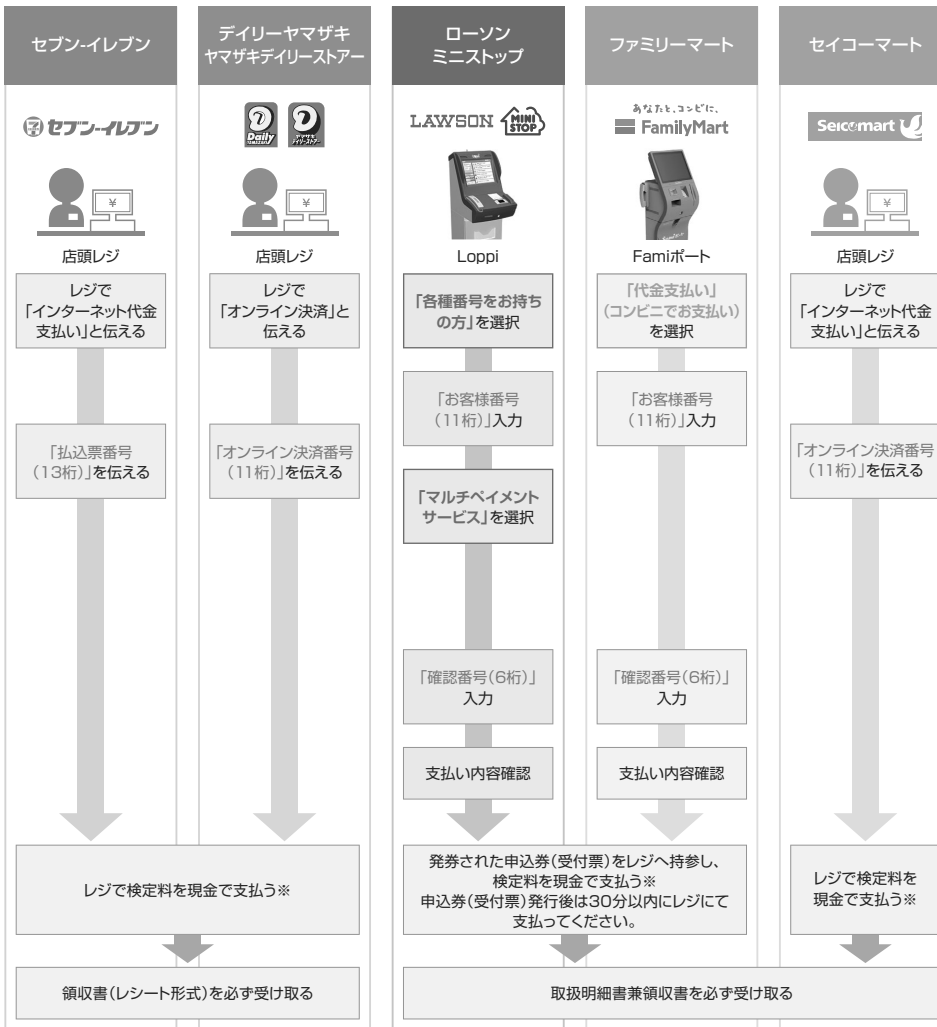 セブン-イレブン
デイリーヤマザキ
ヤマザキデイリーストアー
ローソン
ミニストップ
ファミリーマート
セイコーマート
セブン-イレブン
Daily
ヤマザキ
デイリーストアー
LAWSON
MINI
STOP
あなたと、コンビに、
FamilyMart
Seicomart
¥
¥
¥
店頭レジ
店頭レジ
Loppi
Famiポート
店頭レジ
レジで
「インターネット代金
支払い」と伝える
「払込票番号
(13桁)」を伝える
レジで
「オンライン決済」と
伝える
「オンライン決済番号
(11桁)」を伝える
「各種番号をお持ち
の方」を選択
「お客様番号
(11桁)」入力
「マルチペイメント
サービス」を選択
「確認番号(6桁)」
入力
支払い内容確認
「代金支払い」
(コンビニでお支払い)
を選択
「お客様番号
(11桁)」入力
「確認番号(6桁)」
入力
支払い内容確認
レジで
「インターネット代金
支払い」と伝える
「オンライン決済番号
(11桁)」を伝える
レジで検定料を現金で支払う※
発券された申込券(受付票)をレジへ持参し、
検定料を現金で支払う※
申込券(受付票)発行後は30分以内にレジにて
支払ってください。
レジで検定料を
現金で支払う※
領収書(レシート形式)を必ず受け取る
取扱明細書兼領収書を必ず受け取る